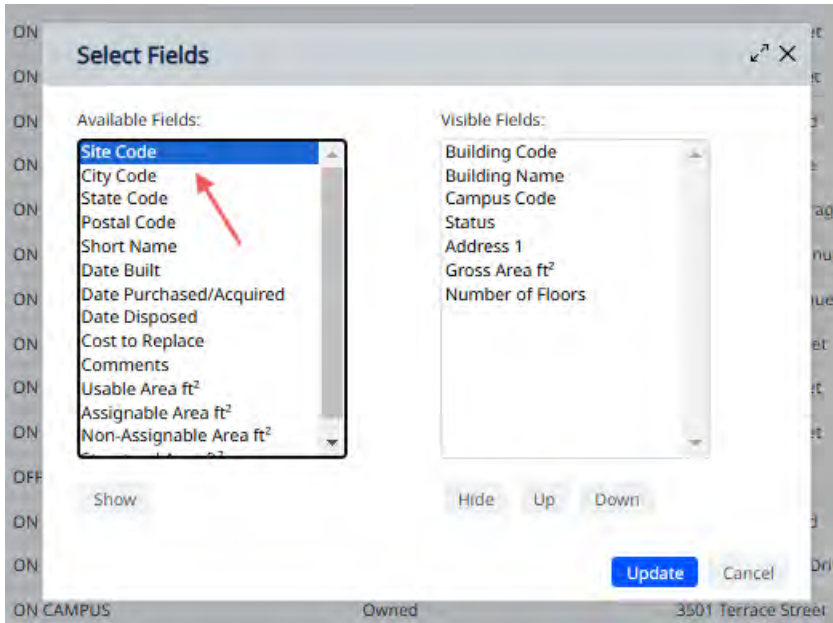 Select Fields
Available Fields:
Site Code
City Code
State Code
Postal Code
Short Name
Date Built
Date Purchased/Acquired
Date Disposed
Cost to Replace
Comments
Usable Area ft²
Assignable Area ft²
Non-Assignable Area ft²
Show
Visible Fields:
Building Code
Building Name
Campus Code
Status
Address 1
Gross Area ft²
Number of Floors
Hide Up Down
Update Cancel
ON
ON
ON
ON
ON
ON
ON
ON
ON
ON
OFF
ON
ON
ON CAMPUS Owned 3501 Terrace Street